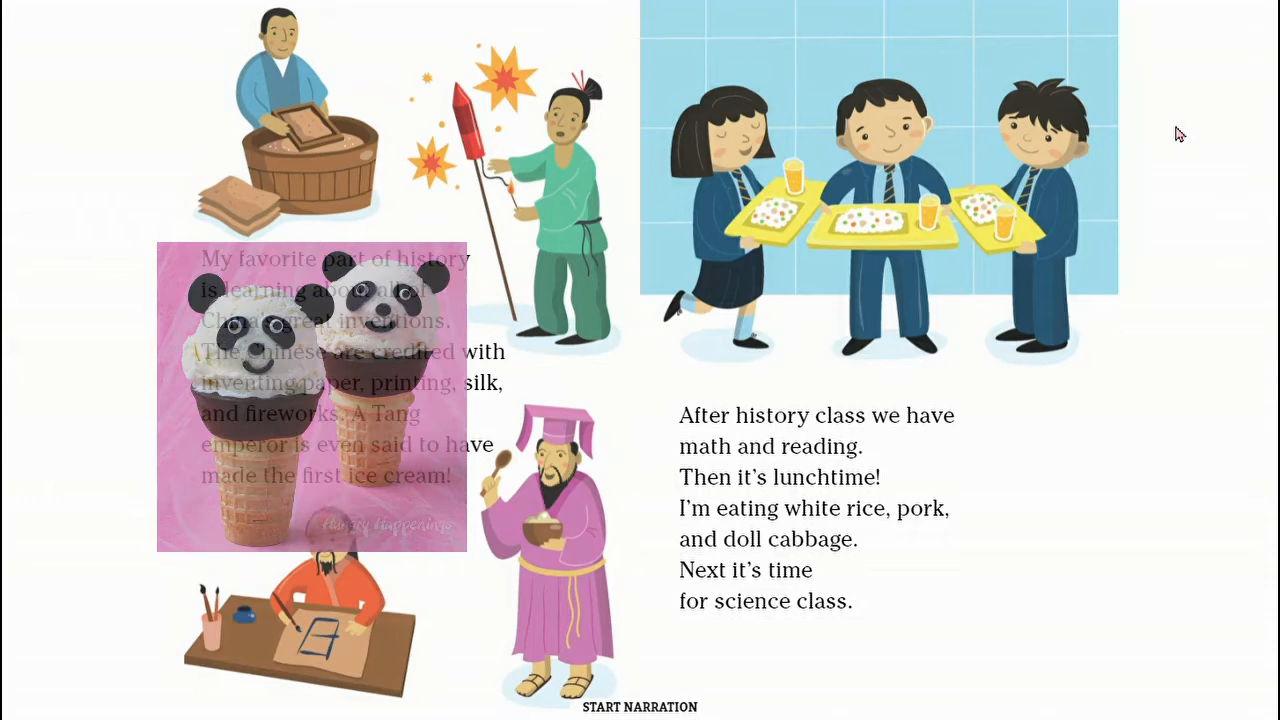 My favorite part of history
is learning about all of
China's great inventions.
The Chinese are credited with
inventing paper, printing, silk,
and fireworks. A Tang
emperor is even said to have
made the first ice cream!
Hungry Happenings
After history class we have
math and reading.
Then it's lunchtime!
I'm eating white rice, pork,
and doll cabbage.
Next it's time
for science class.
START NARRATION